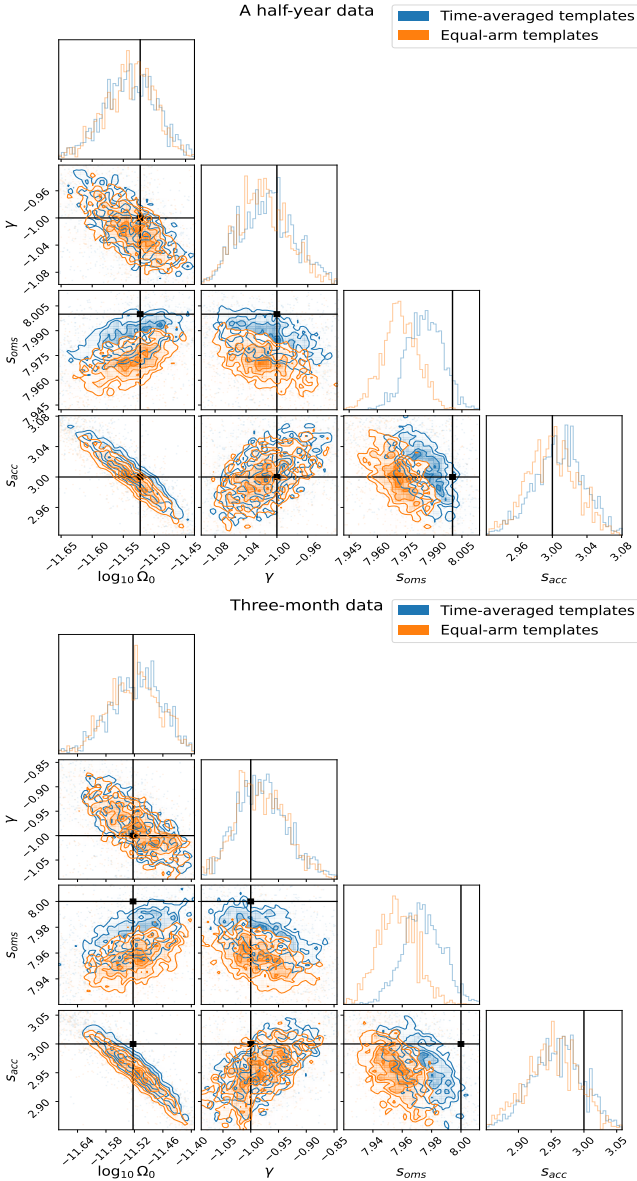 A half-year data
Time-averaged templates
Equal-arm templates
γ
−0.96
−1.00
−1.04
−1.08
s_oms
8.005
7.990
7.975
7.960
7.945
s_acc
3.08
3.04
3.00
2.96
−11.65 −11.60 −11.55 −11.50 −11.45
log₁₀ Ω₀
−1.08 −1.04 −1.00 −0.96
γ
7.945 7.960 7.975 7.990 8.005
s_oms
2.96 3.00 3.04 3.08
s_acc
Three-month data
Time-averaged templates
Equal-arm templates
γ
−0.85
−0.90
−0.95
−1.00
−1.05
s_oms
8.00
7.98
7.96
7.94
s_acc
3.05
3.00
2.95
2.90
−11.64 −11.58 −11.52 −11.46 −11.40
log₁₀ Ω₀
−1.05 −1.00 −0.95 −0.90 −0.85
γ
7.94 7.96 7.98 8.00
s_oms
2.90 2.95 3.00 3.05
s_acc